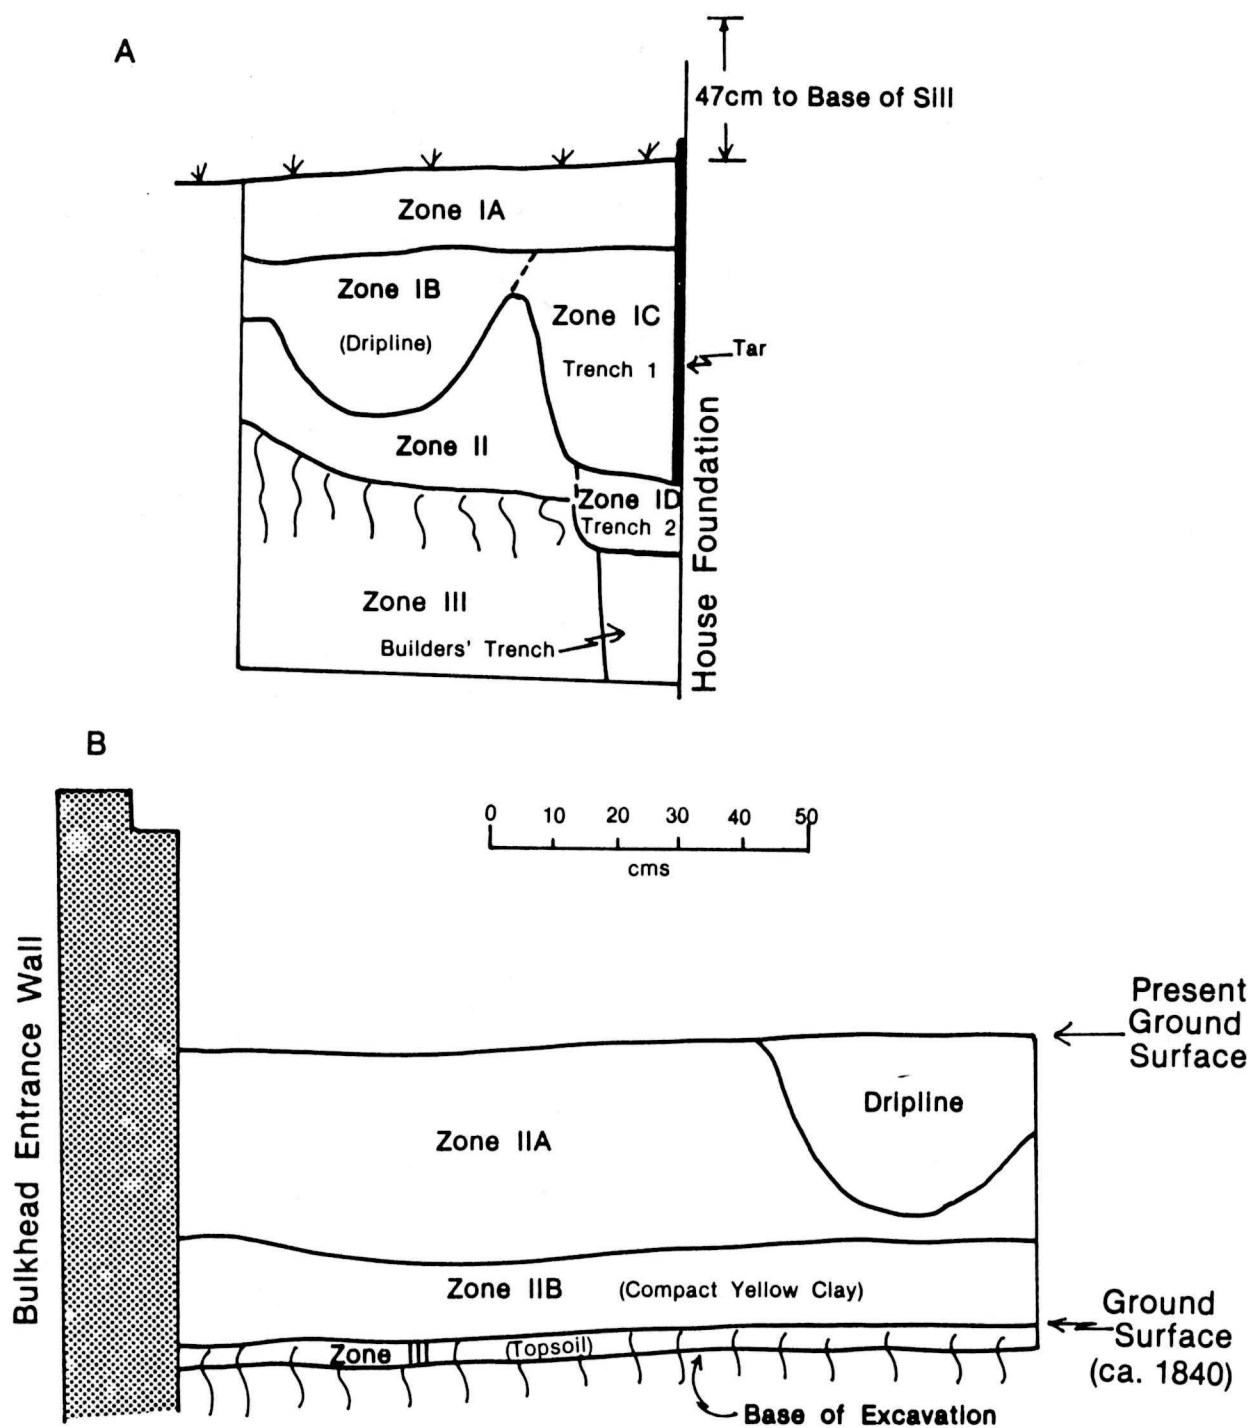 A
47cm to Base of Sill
Zone IA
Zone IB
(Dripline)
Zone IC
Trench 1
Tar
Zone II
Zone ID
Trench 2
House Foundation
Zone III
Builders' Trench
B
0 10 20 30 40 50
cms
Bulkhead Entrance Wall
Present
Ground
Surface
Dripline
Zone IIA
Zone IIB (Compact Yellow Clay)
Ground
Surface
(ca. 1840)
Zone III (Topsoil)
Base of Excavation